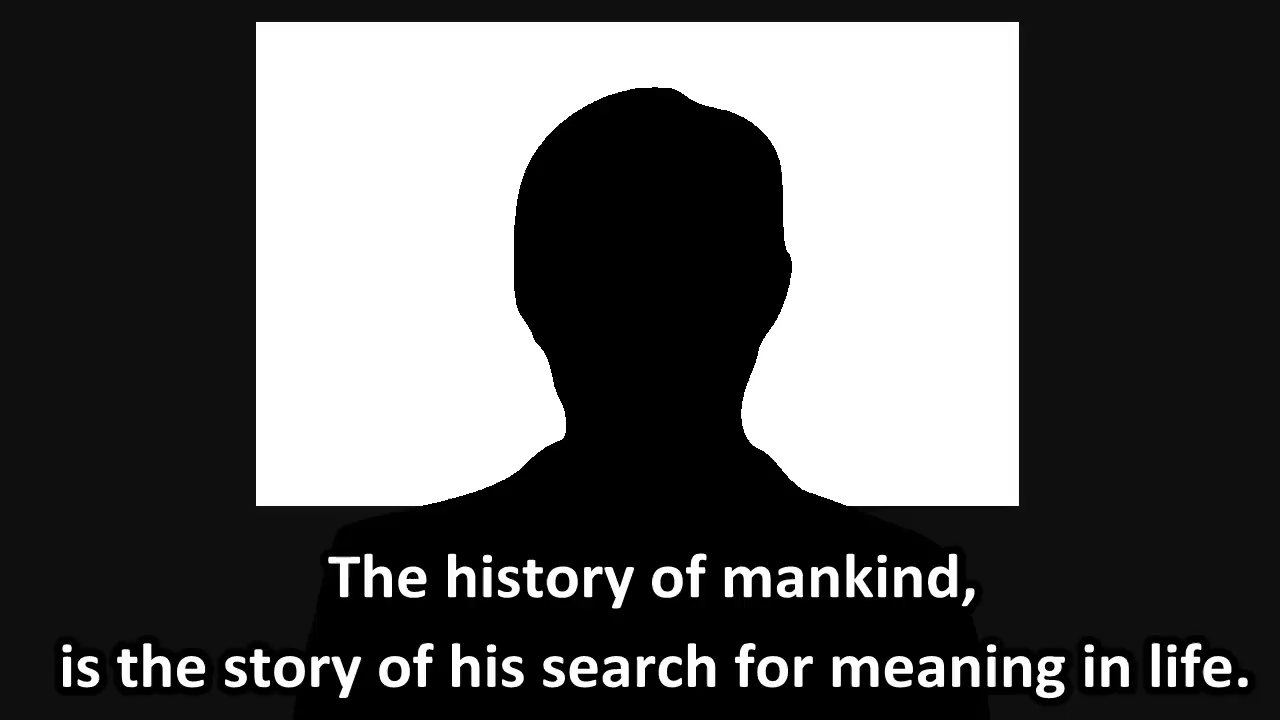 The history of mankind,
is the story of his search for meaning in life.